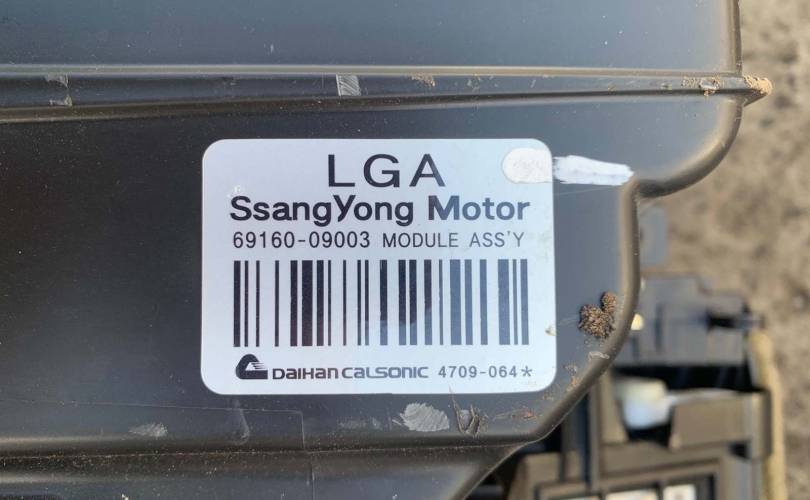 LGA
SsangYong Motor
69160-09003 MODULE ASS'Y
DAIHAN CALSONIC 4709-064*